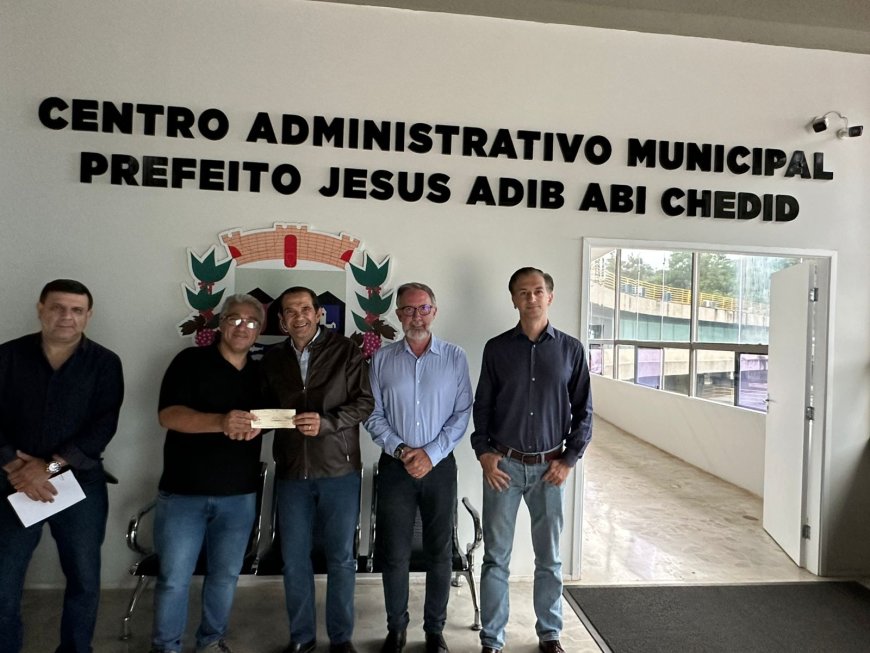 CENTRO ADMINISTRATIVO MUNICIPAL
PREFEITO JESUS ADIB ABI CHEDID